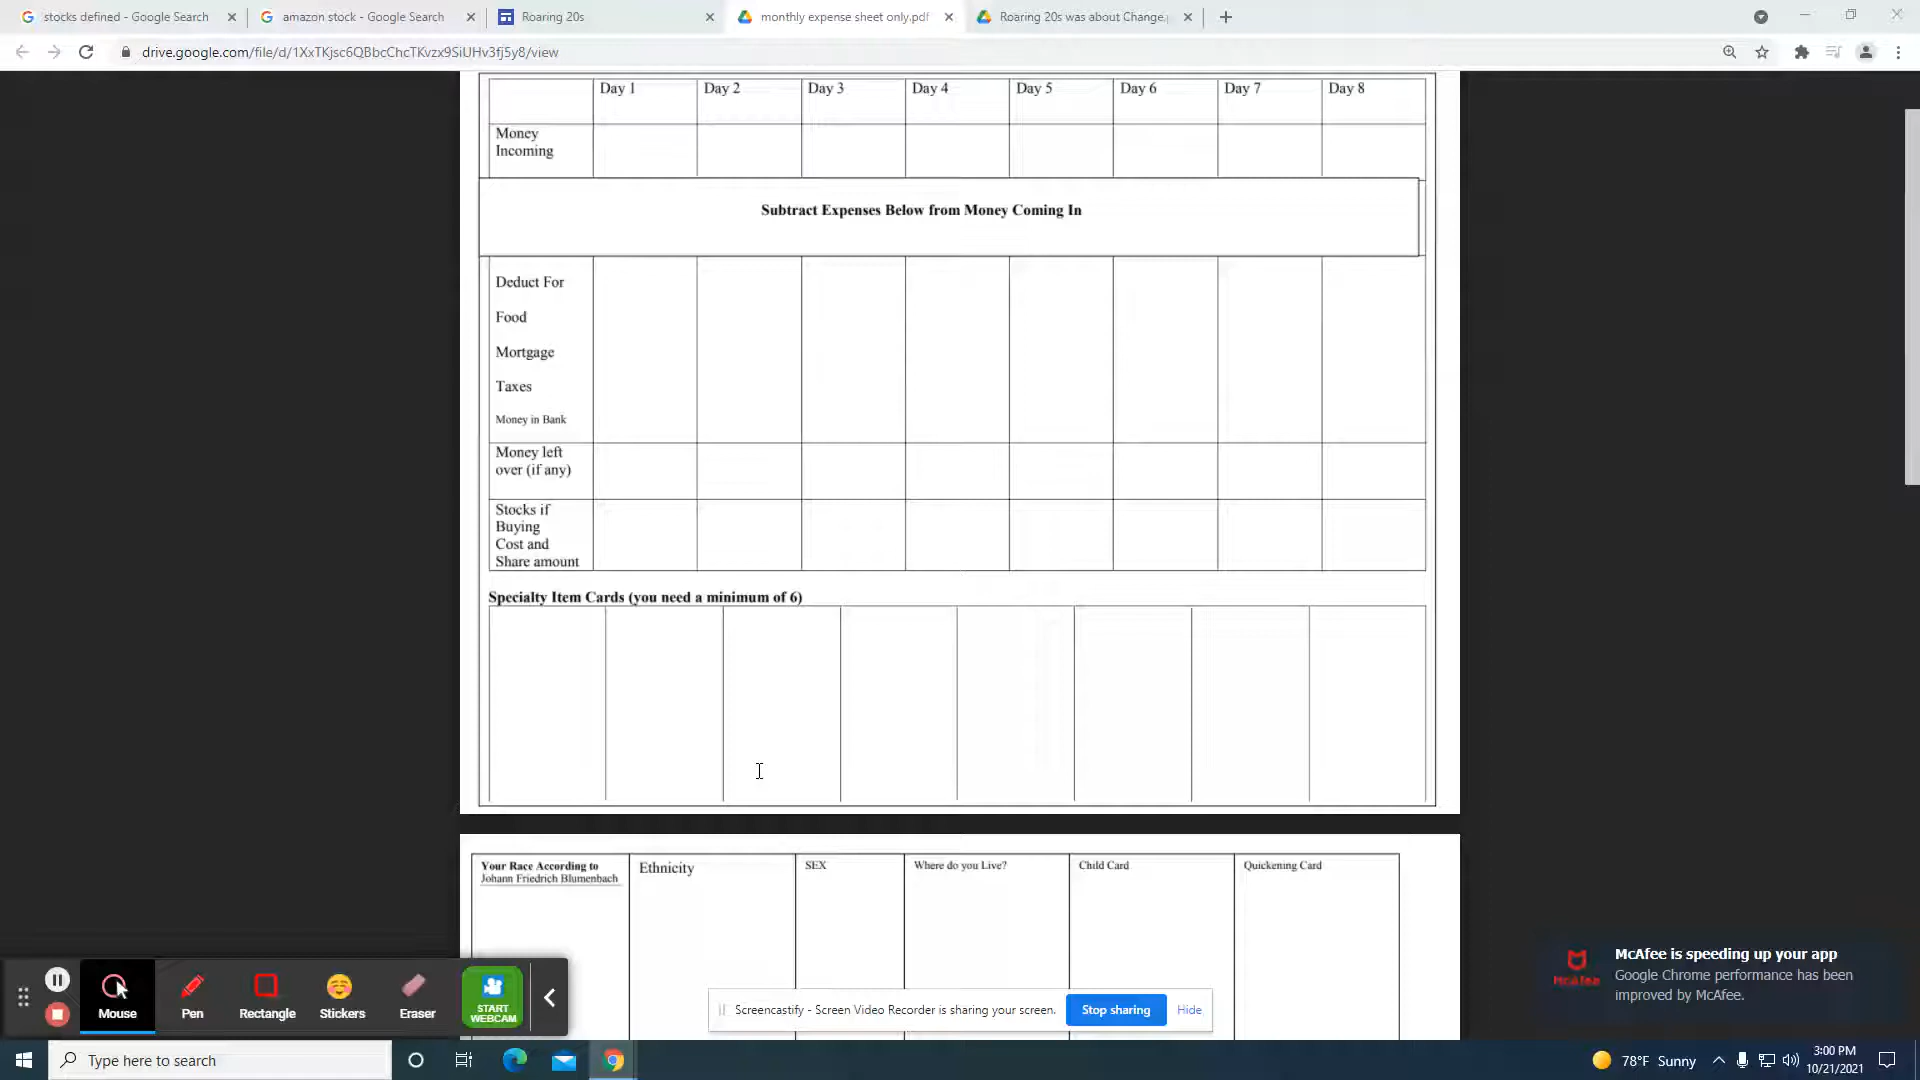 stocks defined - Google Search
amazon stock - Google Search
Roaring 20s
monthly expense sheet only.pdf
Roaring 20s was about Change.
drive.google.com/file/d/1XxTKjsc6QBbcChcTKvzx9SiUHv3fj5y8/view
Day 1 Day 2 Day 3 Day 4 Day 5 Day 6 Day 7 Day 8
Money
Incoming
Subtract Expenses Below from Money Coming In
Deduct For
Food
Mortgage
Taxes
Money in Bank
Money left
over (if any)
Stocks if
Buying
Cost and
Share amount
Specialty Item Cards (you need a minimum of 6)
Your Race According to
Johann Friedrich Blumenbach
Ethnicity
SEX
Where do you Live?
Child Card
Quickening Card
McAfee is speeding up your app
Google Chrome performance has been
improved by McAfee.
McAfee
Mouse
Pen
Rectangle
Stickers
Eraser
START
WEBCAM
Screencastify - Screen Video Recorder is sharing your screen.
Stop sharing
Hide
Type here to search
78°F Sunny
3:00 PM
10/21/2021